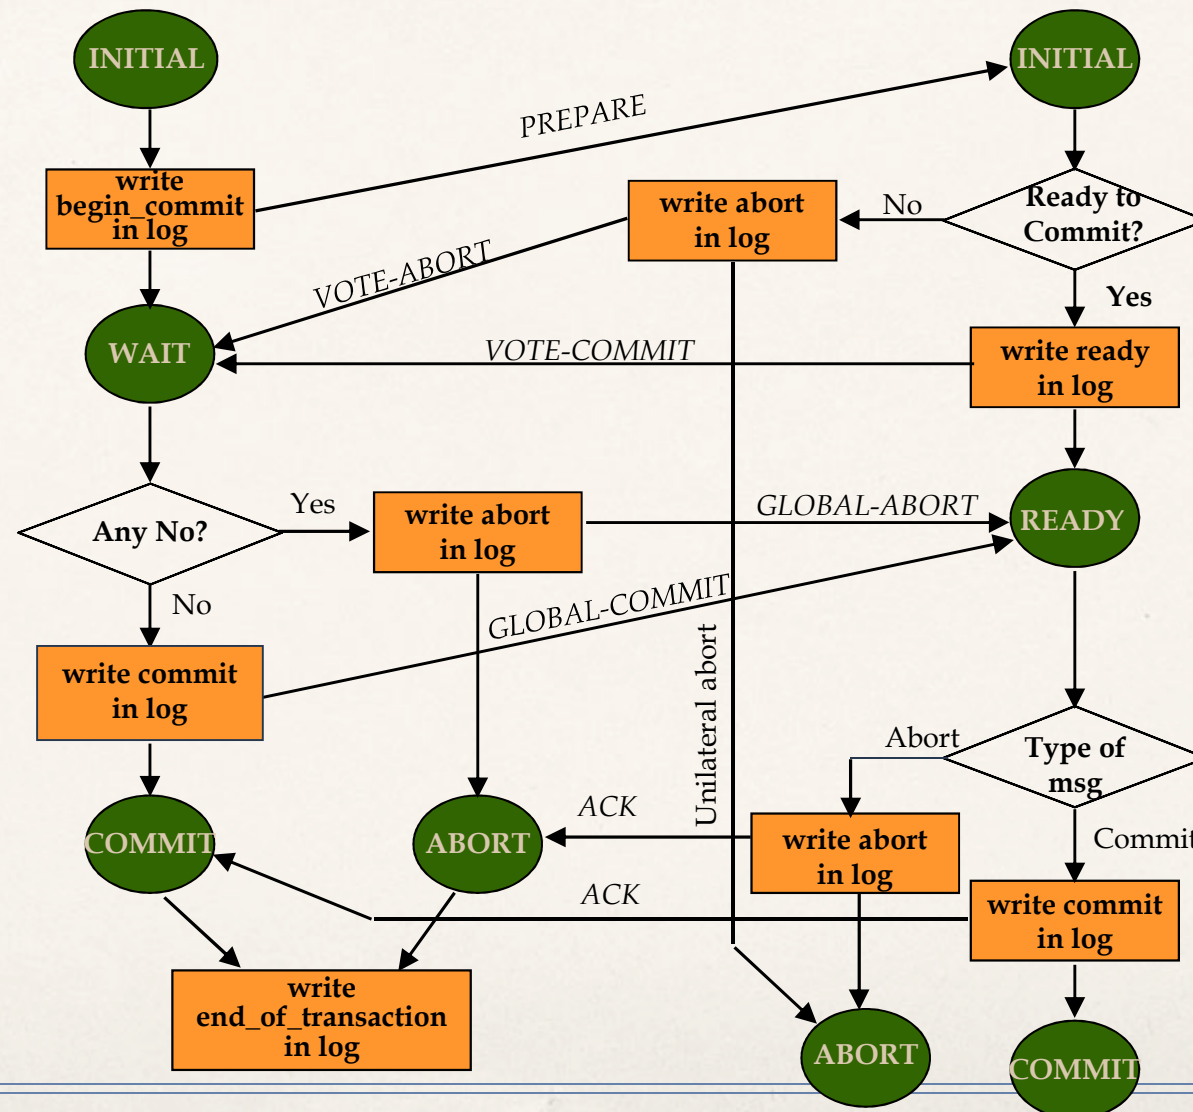 INITIAL
INITIAL
PREPARE
write
begin_commit
in log
write abort
in log
No
Ready to
Commit?
VOTE-ABORT
Yes
WAIT
VOTE-COMMIT
write ready
in log
Any No?
Yes
write abort
in log
GLOBAL-ABORT
READY
No
GLOBAL-COMMIT
write commit
in log
Unilateral abort
Abort
Type of
msg
COMMIT
ABORT
ACK
write abort
in log
Commit
ACK
write commit
in log
write
end_of_transaction
in log
ABORT
COMMIT